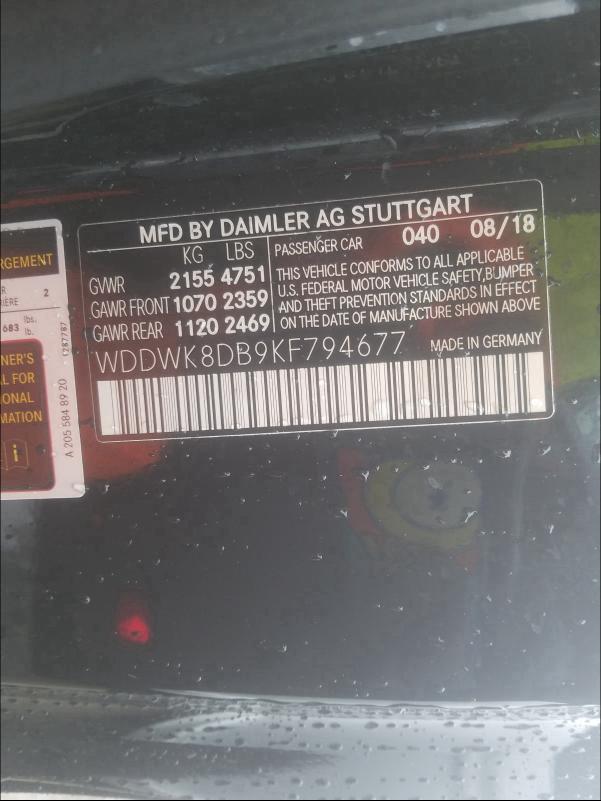 MFD BY DAIMLER AG STUTTGART
KG LBS
GVWR 2155 4751
GAWR FRONT 1070 2359
GAWR REAR 1120 2469
PASSENGER CAR 040 08/18
THIS VEHICLE CONFORMS TO ALL APPLICABLE
U.S. FEDERAL MOTOR VEHICLE SAFETY, BUMPER
AND THEFT PREVENTION STANDARDS IN EFFECT
ON THE DATE OF MANUFACTURE SHOWN ABOVE
WDDWK8DB9KF794677 MADE IN GERMANY
RGEMENT
2
683 lbs.
lb.
NER'S
AL FOR
ONAL
MATION
i
A 205 584 89 20
1287787